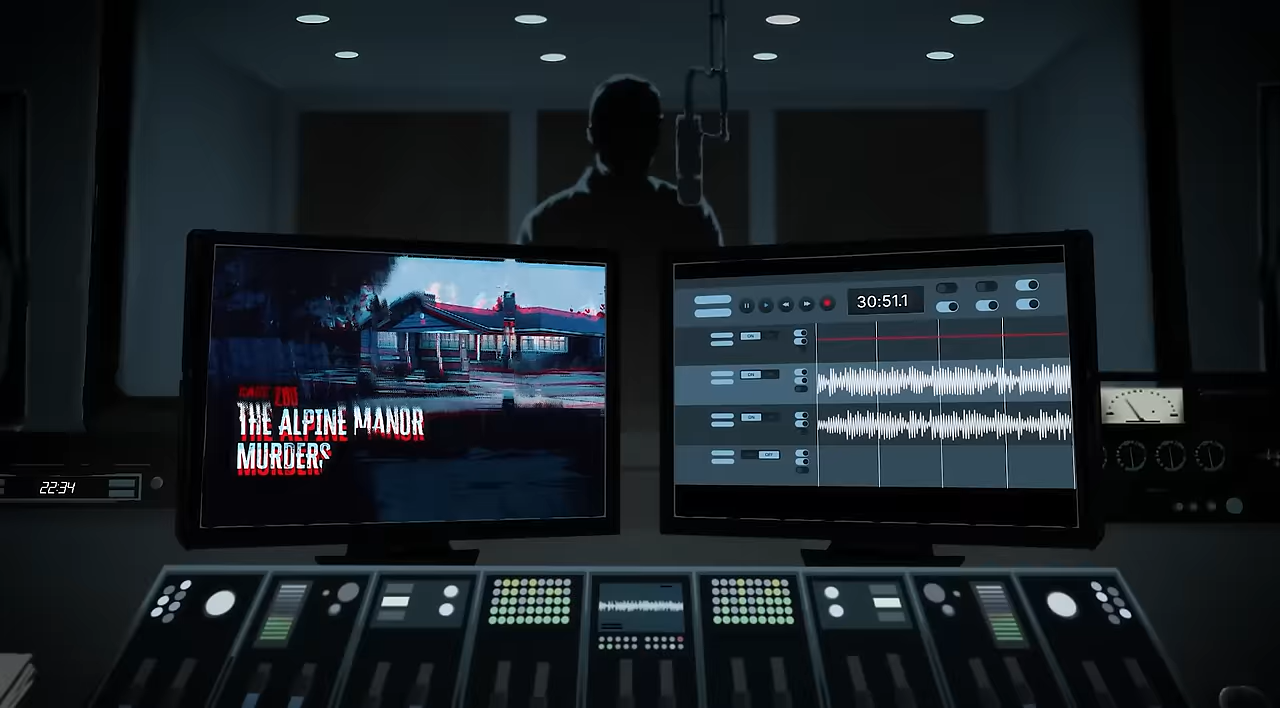 THE ALPINE MANOR
MURDERS
30:51.1
ON
ON
ON
OFF
22:34